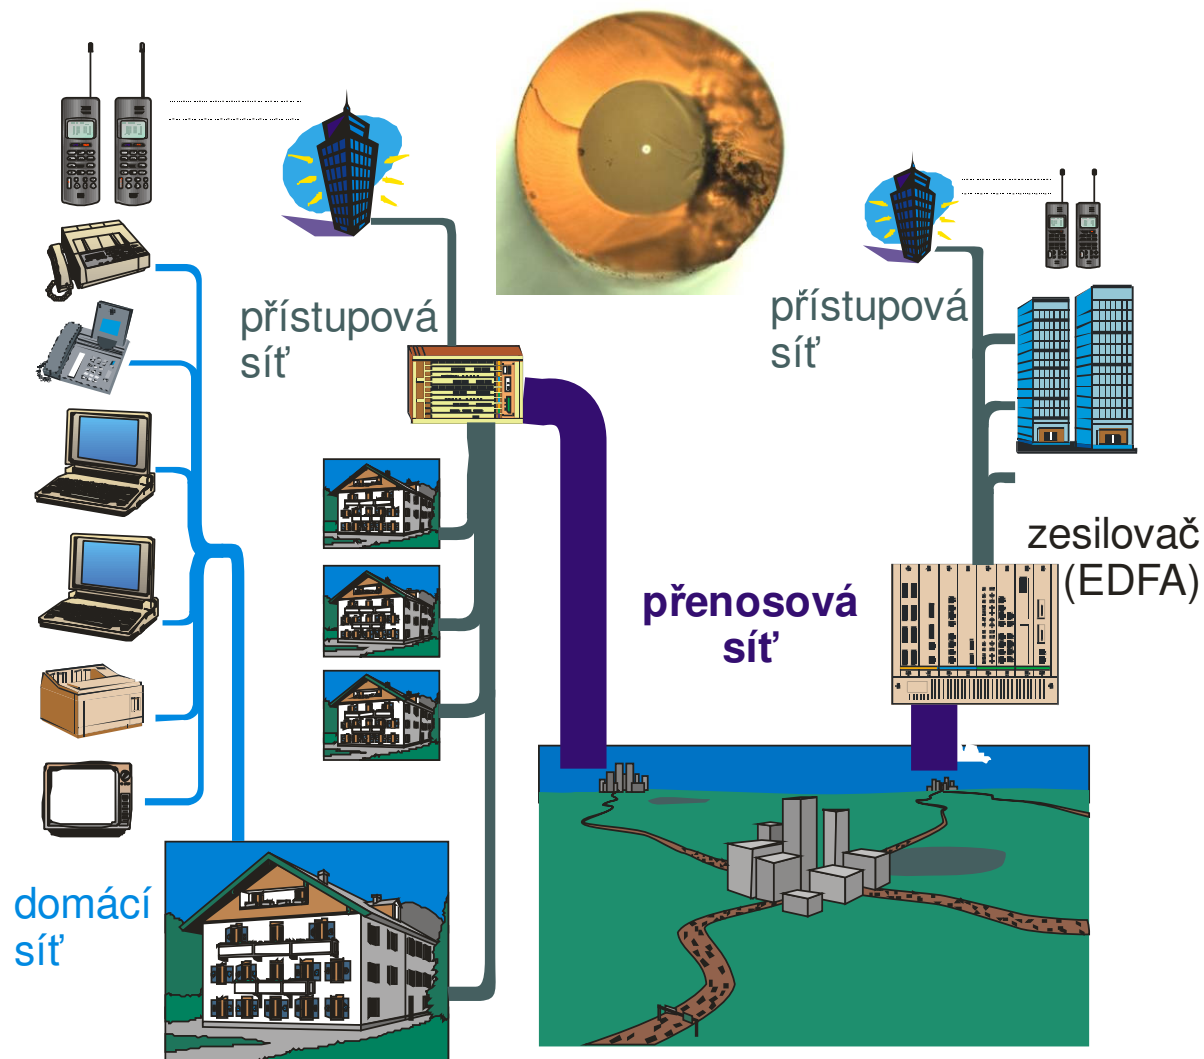 přístupová
síť
přístupová
síť
zesilovač
(EDFA)
přenosová
síť
domácí
síť